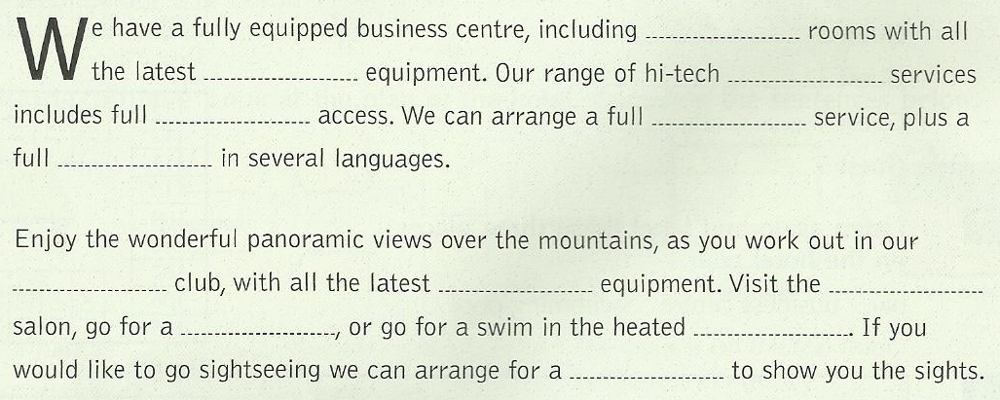 We have a fully equipped business centre, including .................... rooms with all
the latest .................... equipment. Our range of hi-tech .................... services
includes full .................... access. We can arrange a full .................... service, plus a
full .................... in several languages.
Enjoy the wonderful panoramic views over the mountains, as you work out in our
.................... club, with all the latest .................... equipment. Visit the ....................
salon, go for a ...................., or go for a swim in the heated ..................... If you
would like to go sightseeing we can arrange for a .................... to show you the sights.